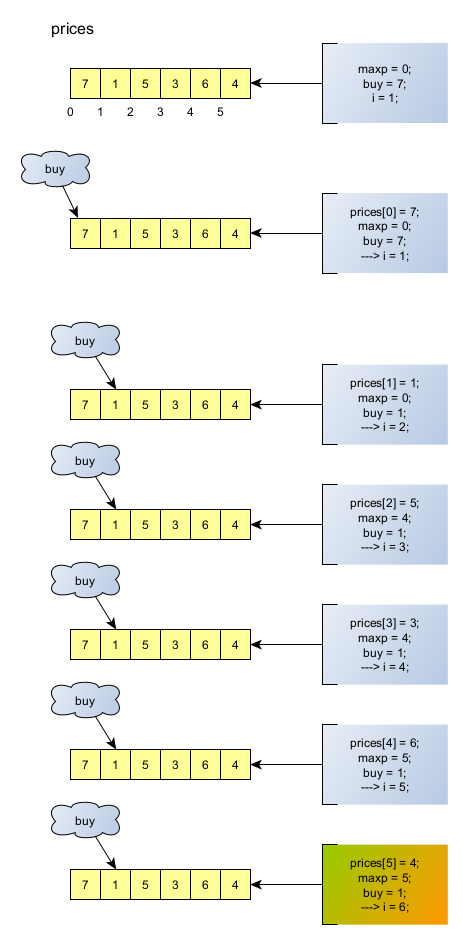 prices
7 1 5 3 6 4
0 1 2 3 4 5
maxp = 0;
buy = 7;
i = 1;
buy
7 1 5 3 6 4
prices[0] = 7;
maxp = 0;
buy = 7;
---> i = 1;
buy
7 1 5 3 6 4
prices[1] = 1;
maxp = 0;
buy = 1;
---> i = 2;
buy
7 1 5 3 6 4
prices[2] = 5;
maxp = 4;
buy = 1;
---> i = 3;
buy
7 1 5 3 6 4
prices[3] = 3;
maxp = 4;
buy = 1;
---> i = 4;
buy
7 1 5 3 6 4
prices[4] = 6;
maxp = 5;
buy = 1;
---> i = 5;
buy
7 1 5 3 6 4
prices[5] = 4;
maxp = 5;
buy = 1;
---> i = 6;